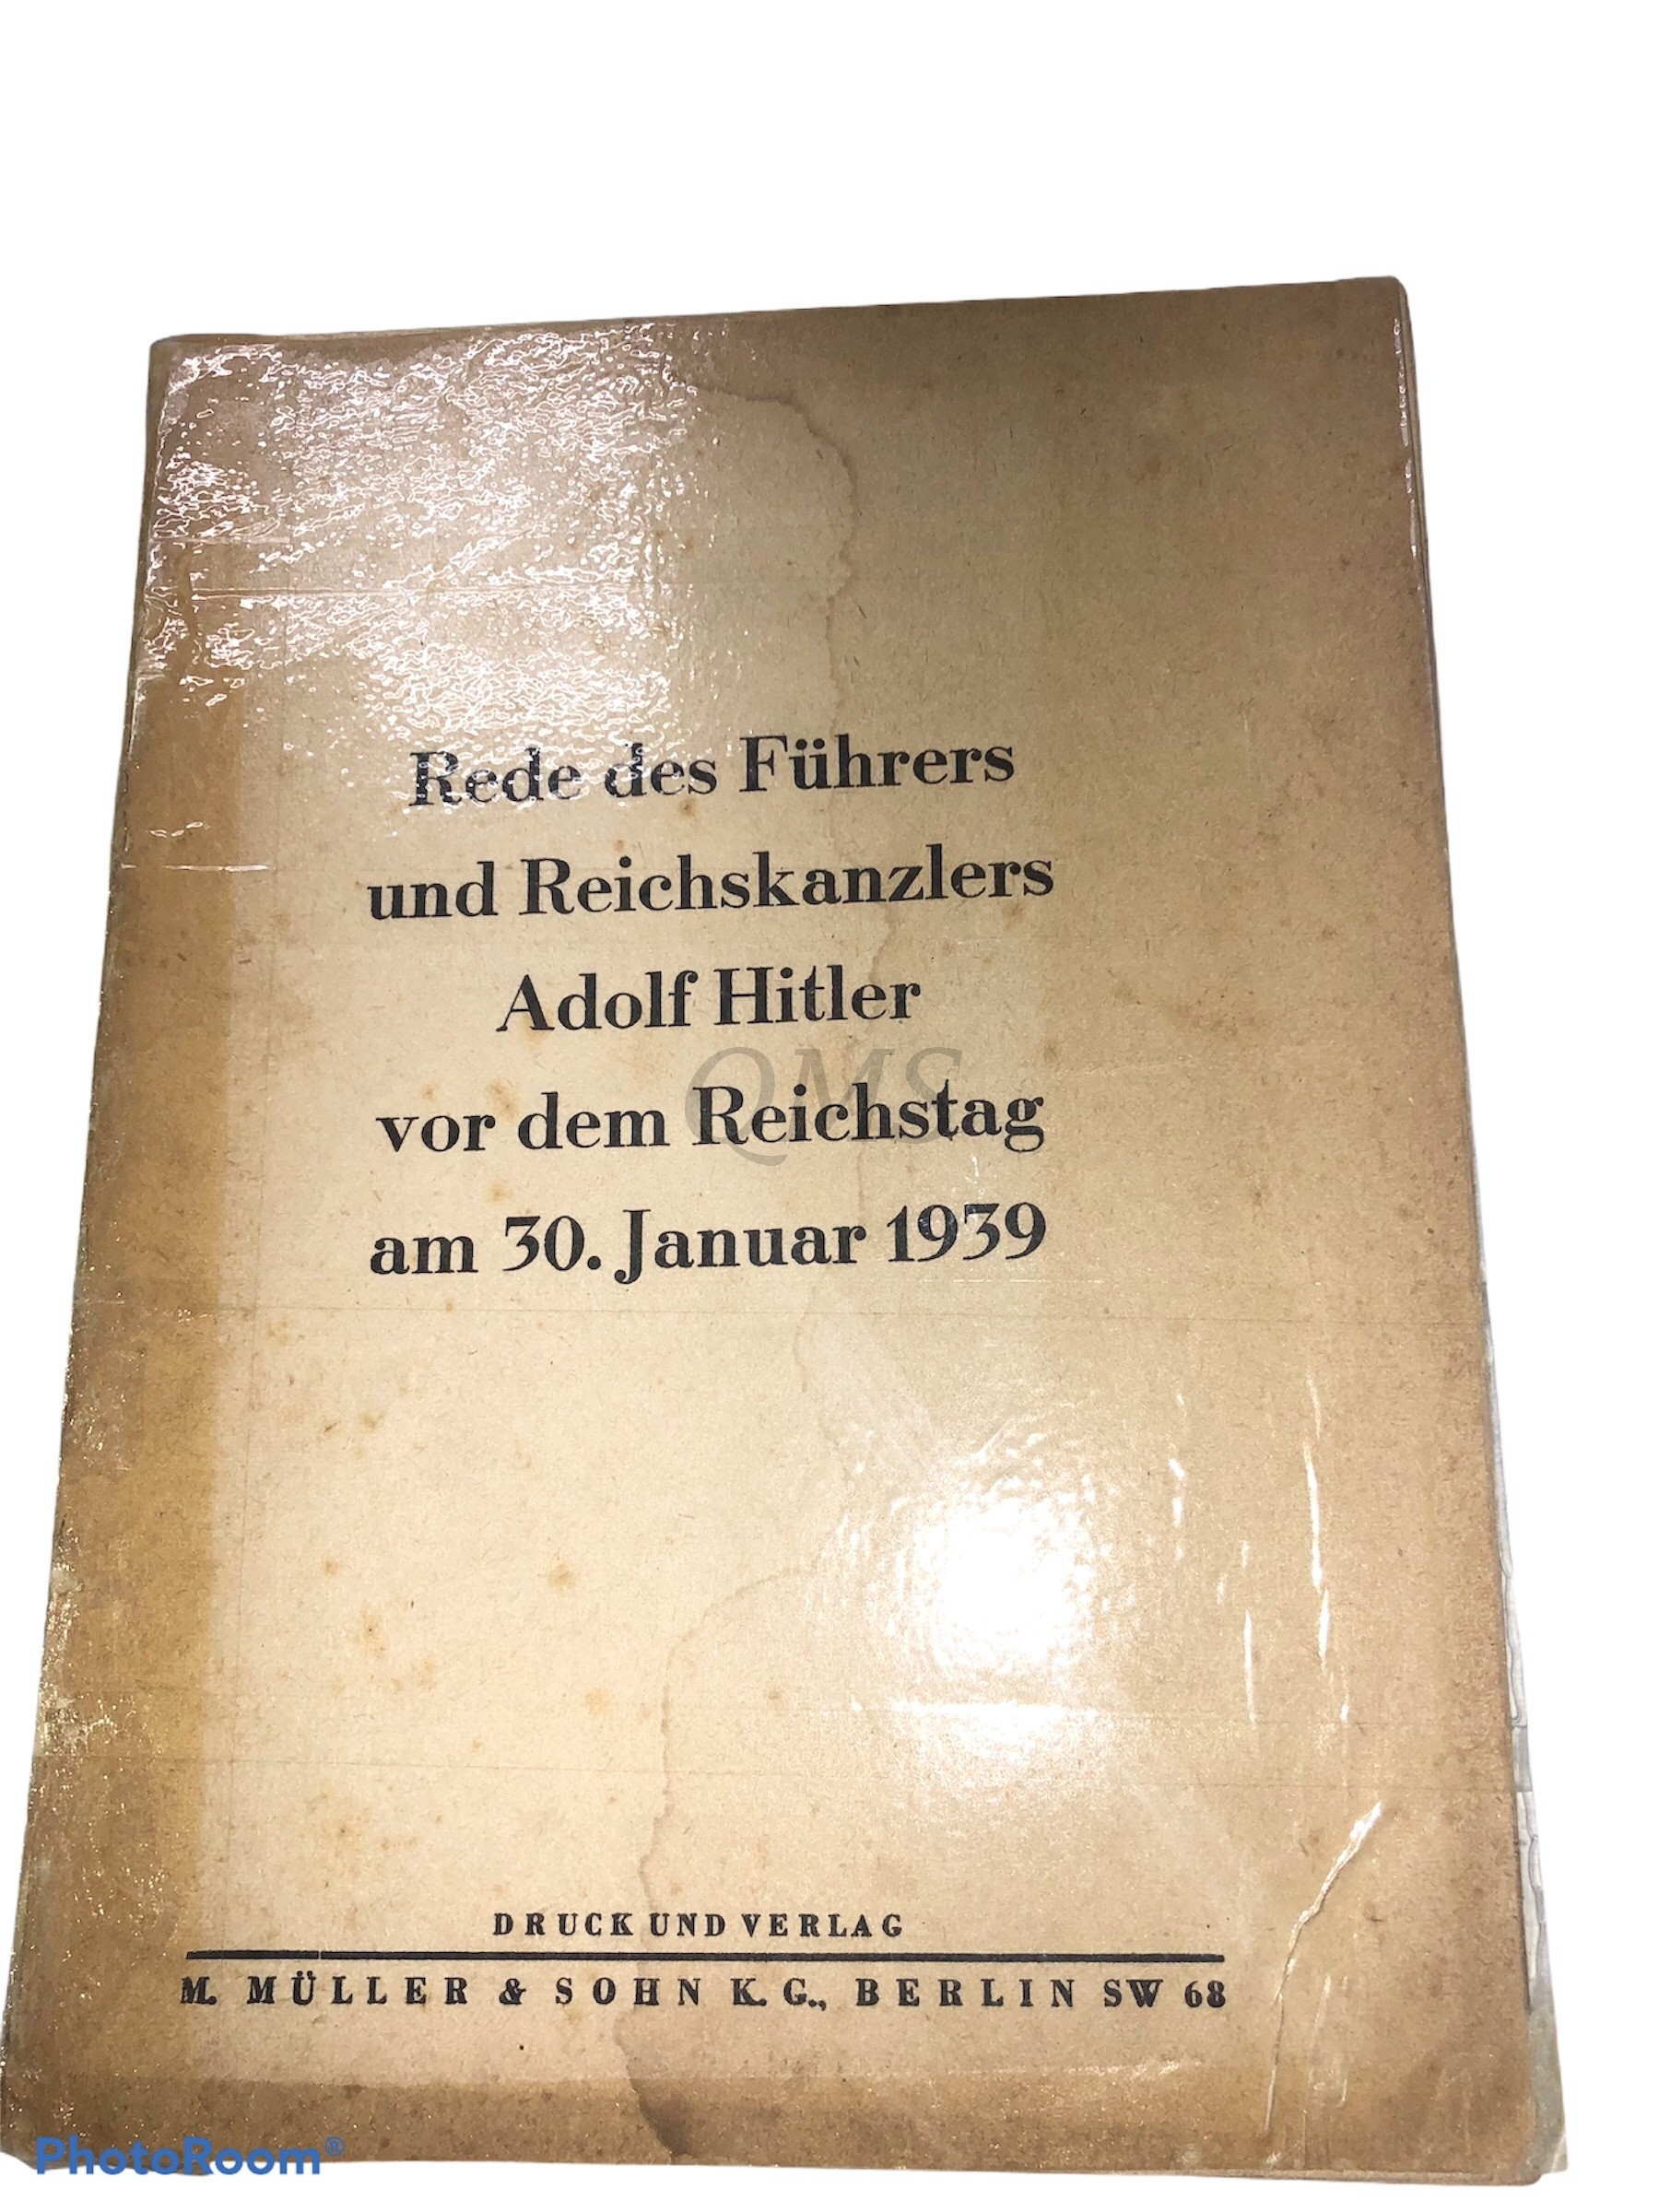 Rede des Führers
und Reichskanzlers
Adolf Hitler
QMS
vor dem Reichstag
am 30. Januar 1939
DRUCK UND VERLAG
M. MÜLLER & SOHN K. G., BERLIN SW 68
PhotoRoom®